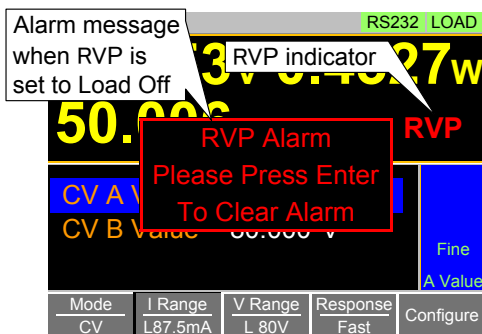 Alarm message
when RVP is
set to Load Off
RVP indicator
RS232 LOAD
50.
RVP
RVP Alarm
Please Press Enter
To Clear Alarm
CV A
CV B Value
Fine
A Value
Mode
CV
I Range
L87.5mA
V Range
L 80V
Response
Fast
Configure